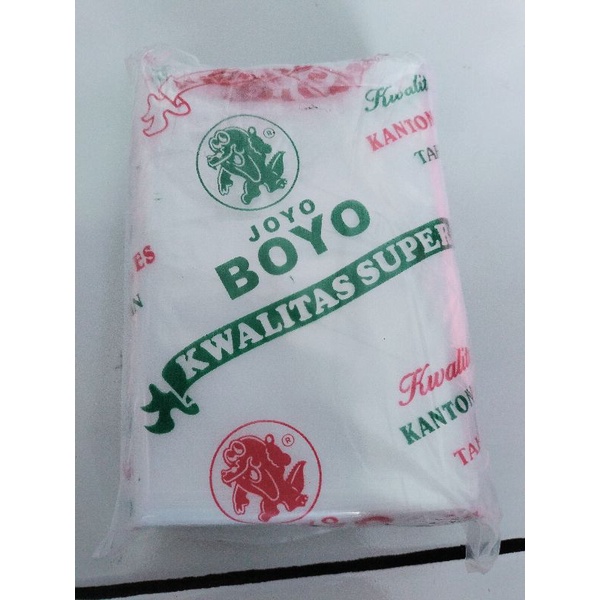 Kwalit
KANTON
TA
®
JOYO
BOYO
KWALITAS SUPER
ES
Kwalit
KANTON
TA
®